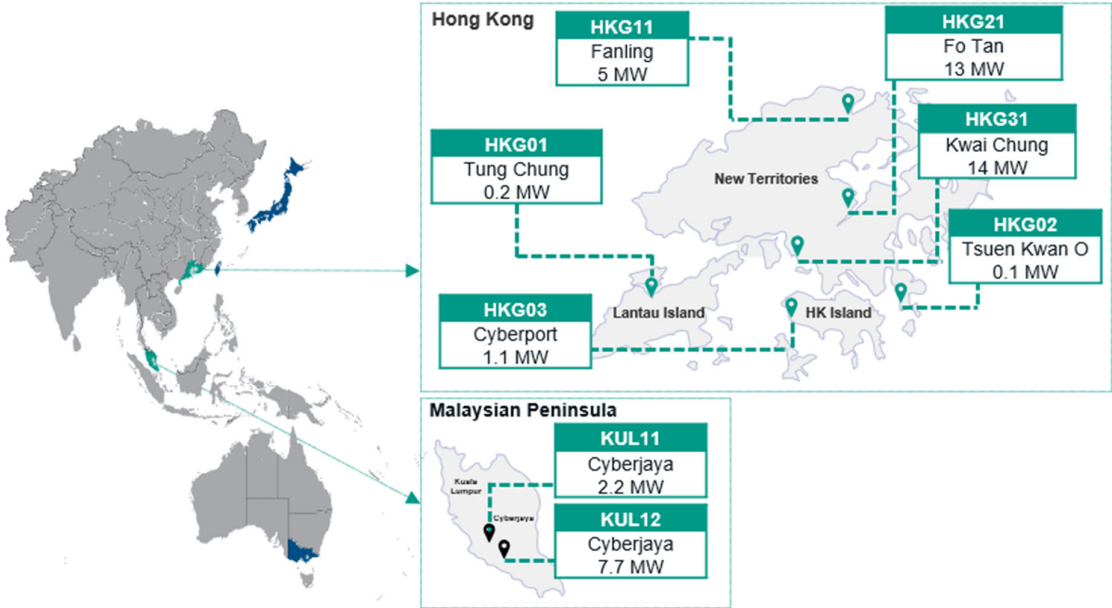 Hong Kong
HKG11
Fanling
5 MW
HKG21
Fo Tan
13 MW
HKG01
Tung Chung
0.2 MW
HKG31
Kwai Chung
14 MW
New Territories
HKG02
Tsuen Kwan O
0.1 MW
HKG03
Cyberport
1.1 MW
Lantau Island
HK Island
Malaysian Peninsula
KUL11
Cyberjaya
2.2 MW
Kuala
Lumpur
Cyberjaya
KUL12
Cyberjaya
7.7 MW